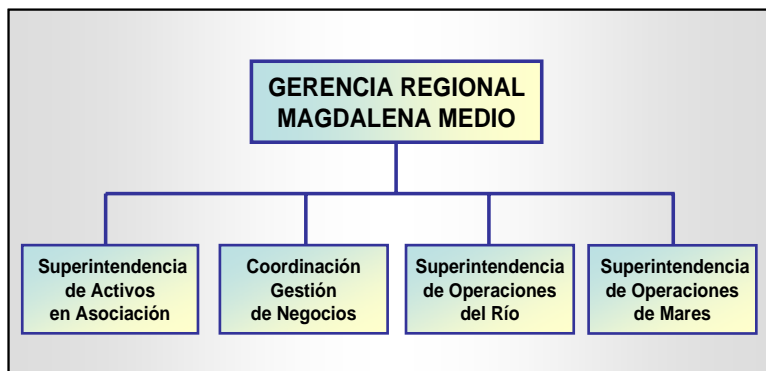 GERENCIA REGIONAL
MAGDALENA MEDIO
Superintendencia
de Activos
en Asociación
Coordinación
Gestión
de Negocios
Superintendencia
de Operaciones
del Río
Superintendencia
de Operaciones
de Mares